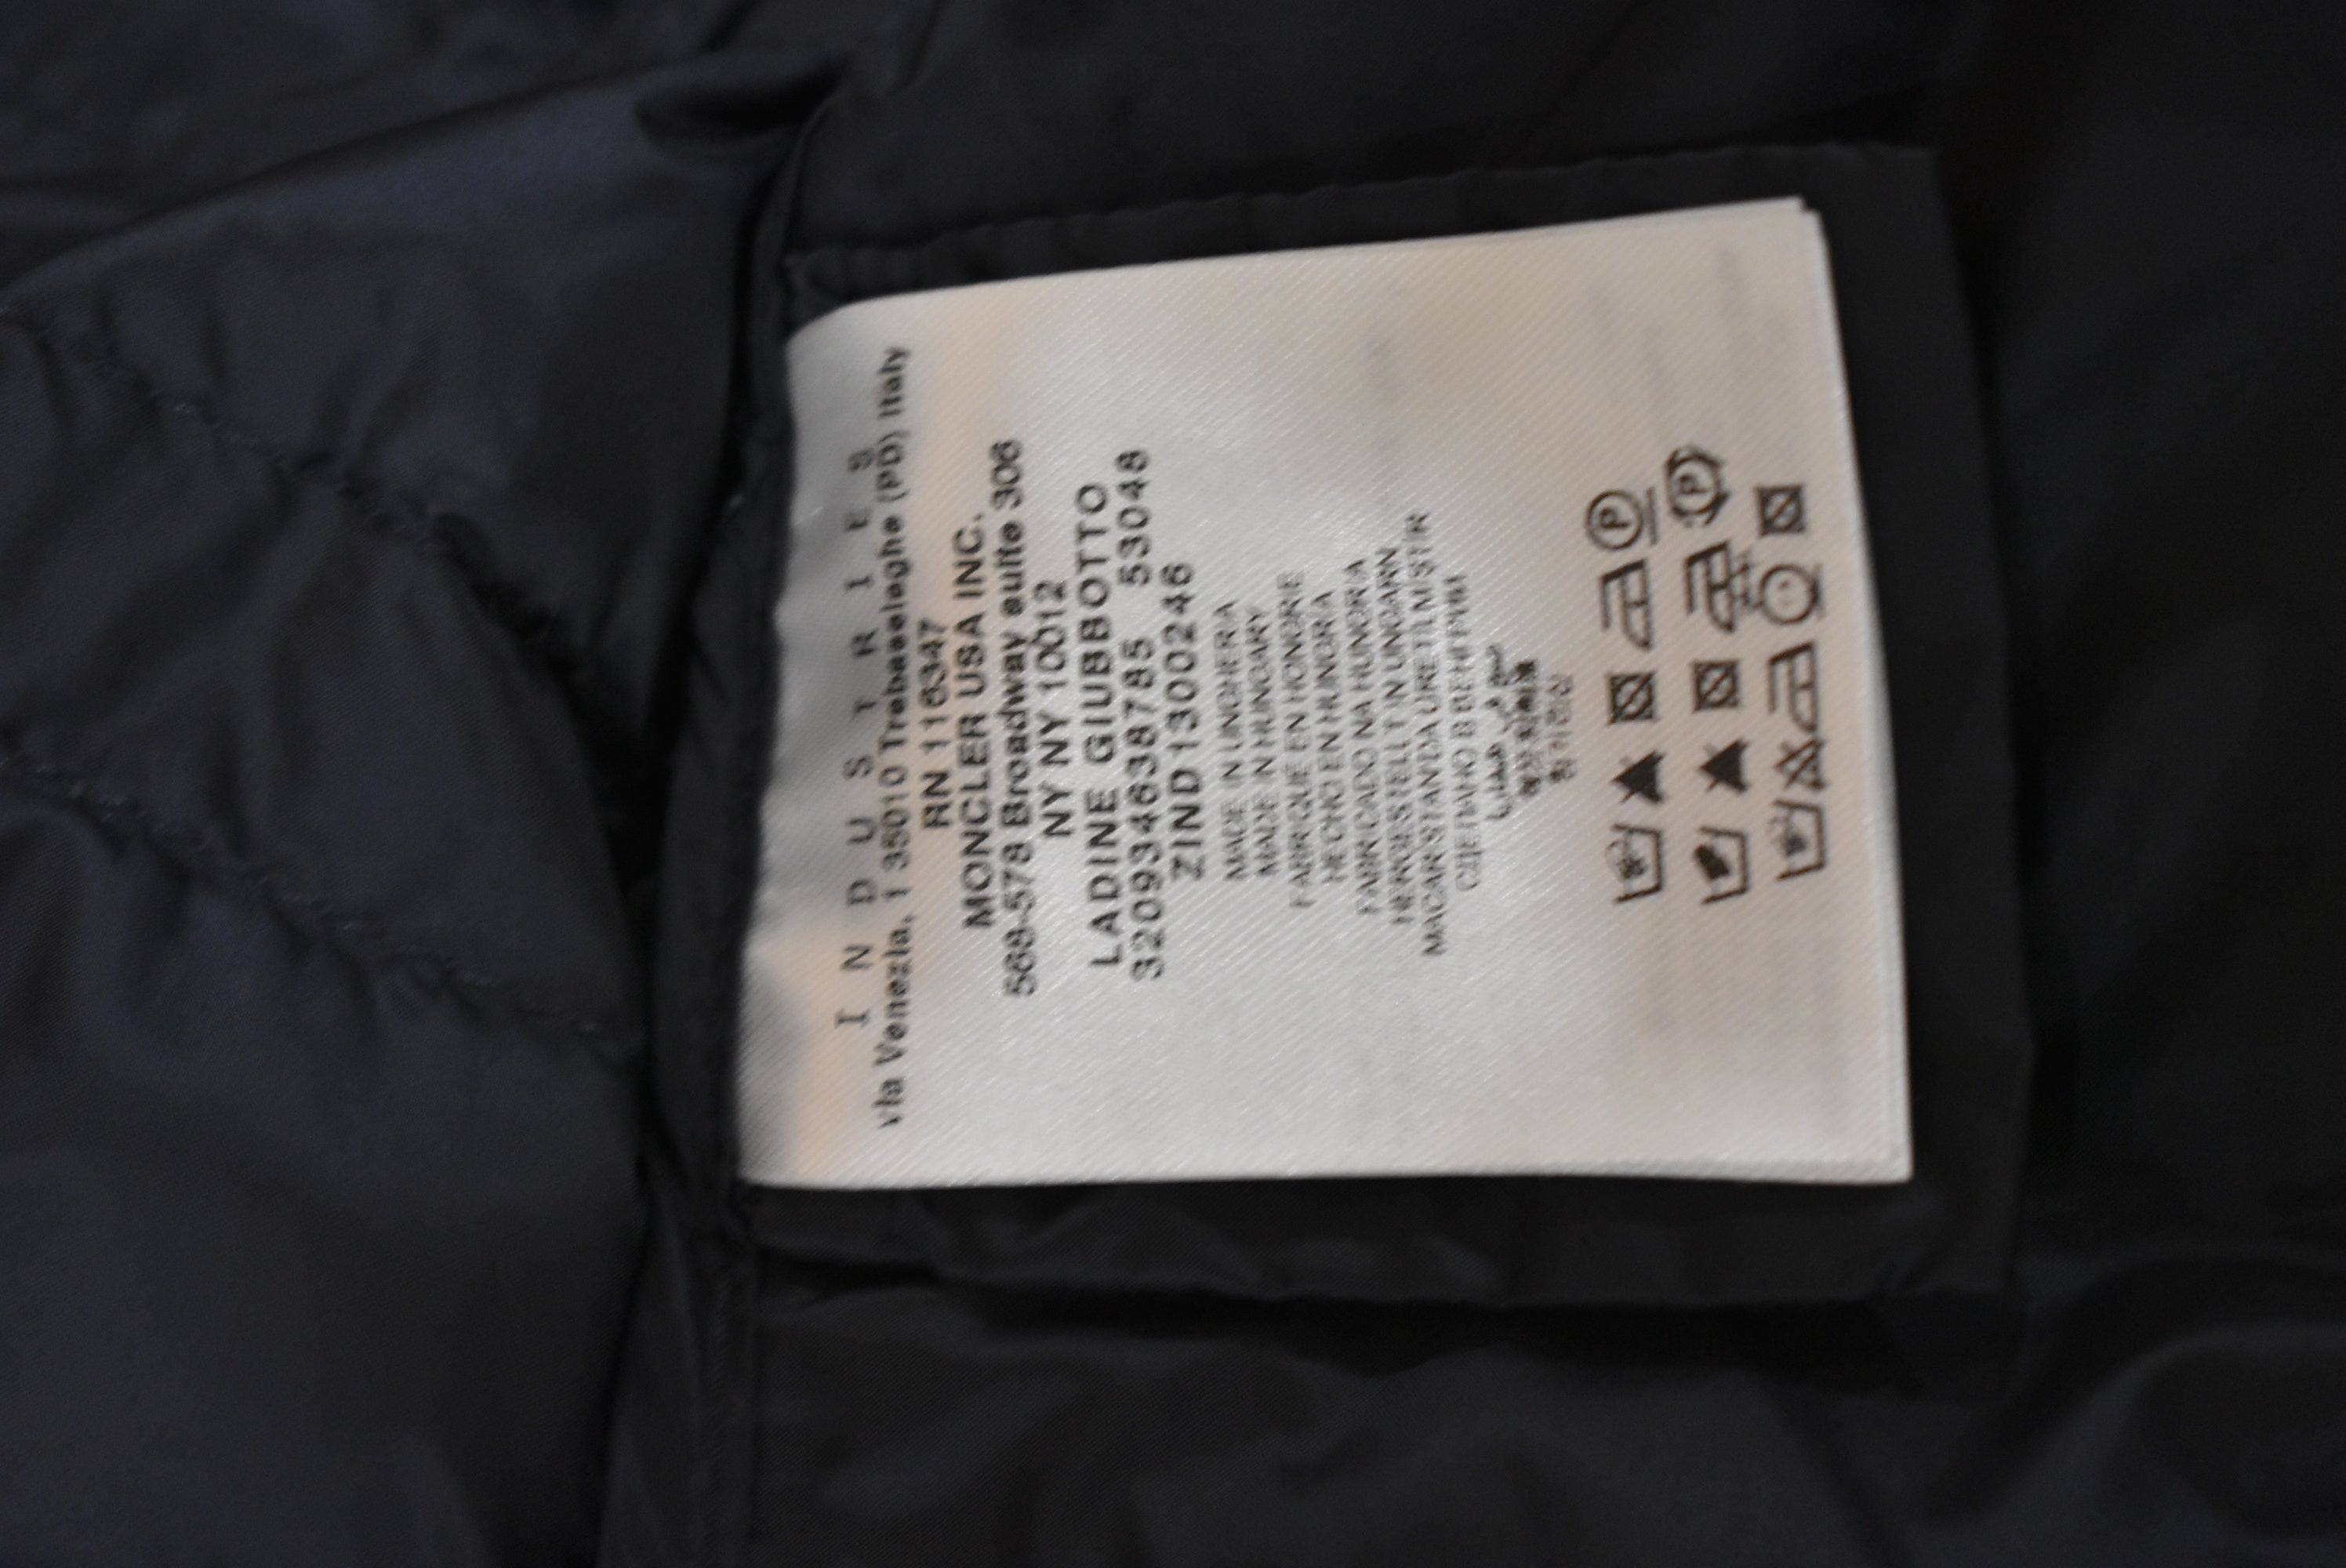 INDUSTRIES
Via Venezia, 1 35010 Trebaseleghe (PD) Italy
RN 116347
MONCLER USA INC.
568-578 Broadway suite 306
NY NY 10012
LADINE GIUBBOTTO
320934638785 53048
ZIND1300246
MADE IN UNGHERIA
MADE IN HUNGARY
FABRIQUE EN HONGRIE
HECHO EN HUNGRIA
FABRICADO NA HUNGRIA
HERGESTELLT IN UNGARN
MACARISTANDA URETILMISTIR